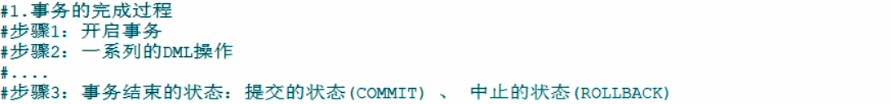 #1.事务的完成过程
#步骤1：开启事务
#步骤2：一系列的DML操作
#....
#步骤3：事务结束的状态：提交的状态(COMMIT) 、 中止的状态(ROLLBACK)